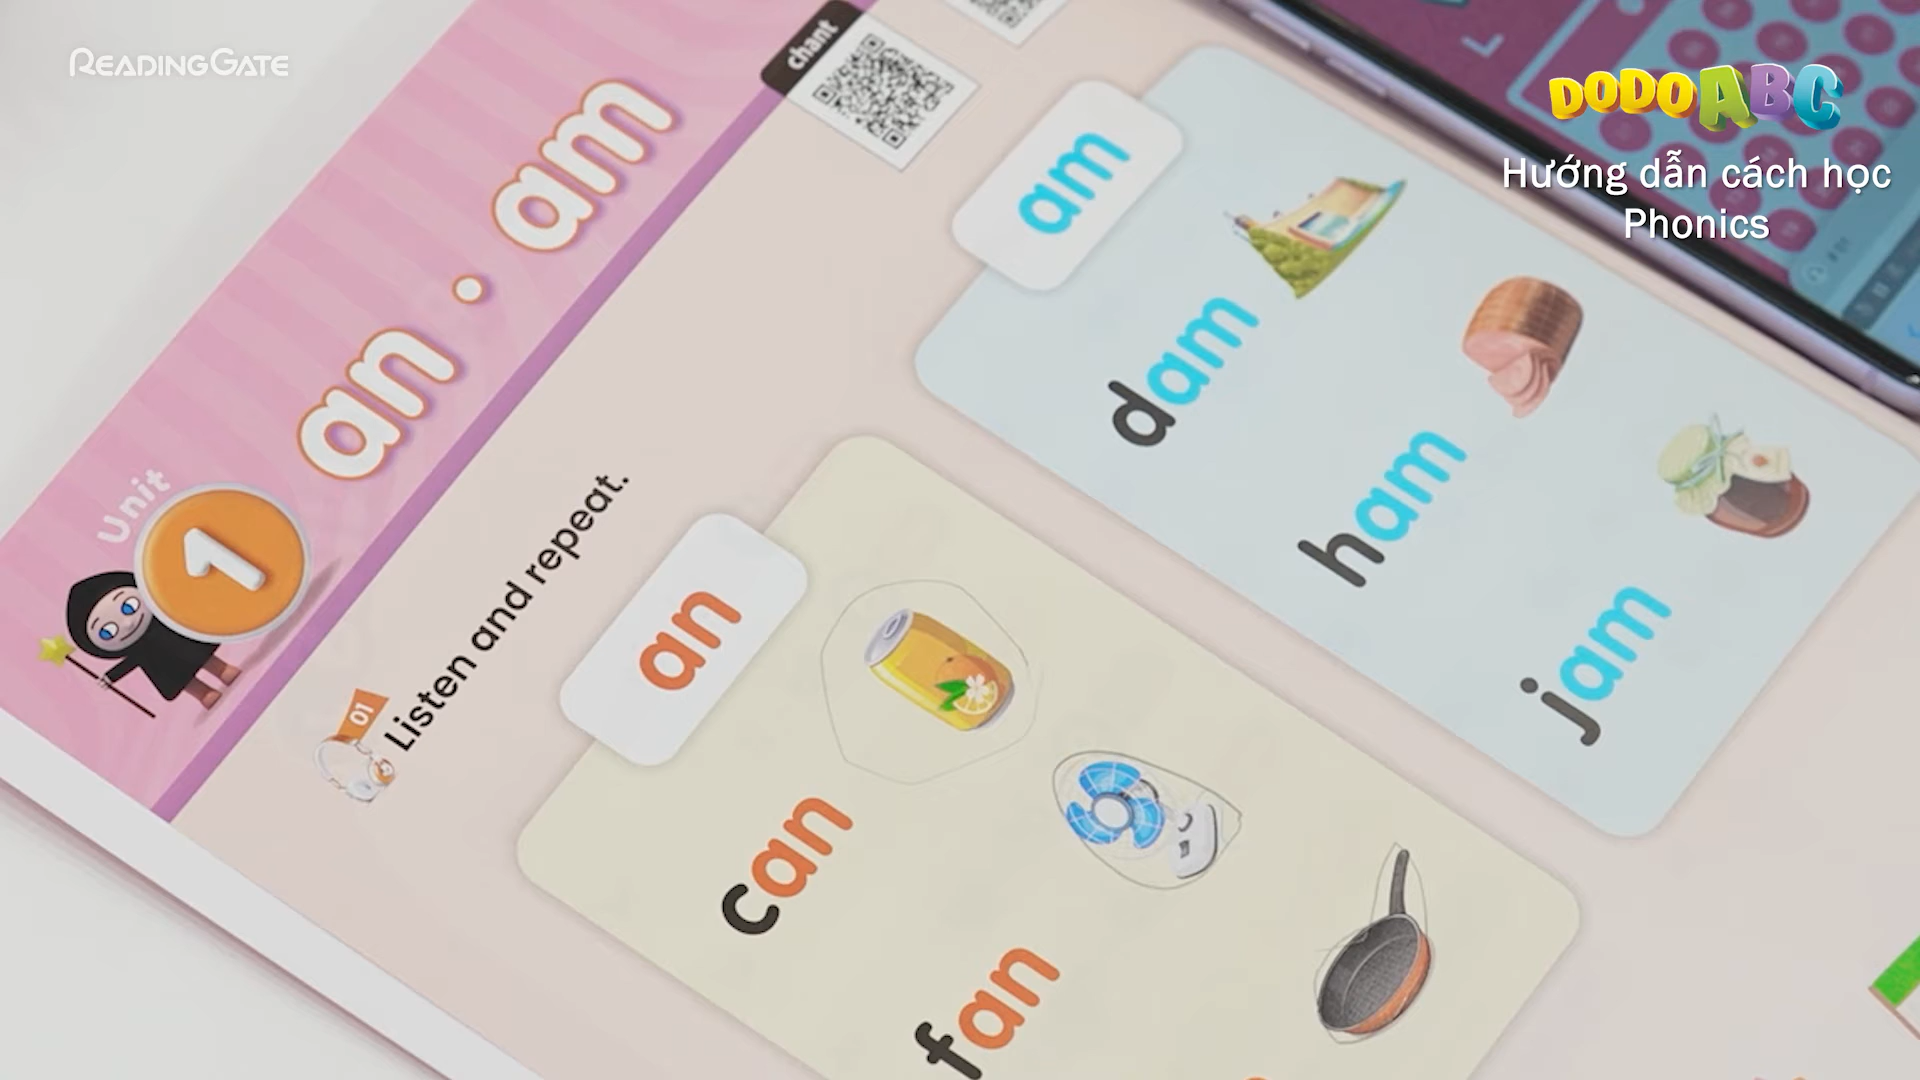 READINGGATE
DODOABC
Hướng dẫn cách học
Phonics
chant
Unit
1
an . am
01
Listen and repeat.
an
can
fan
am
dam
ham
jam